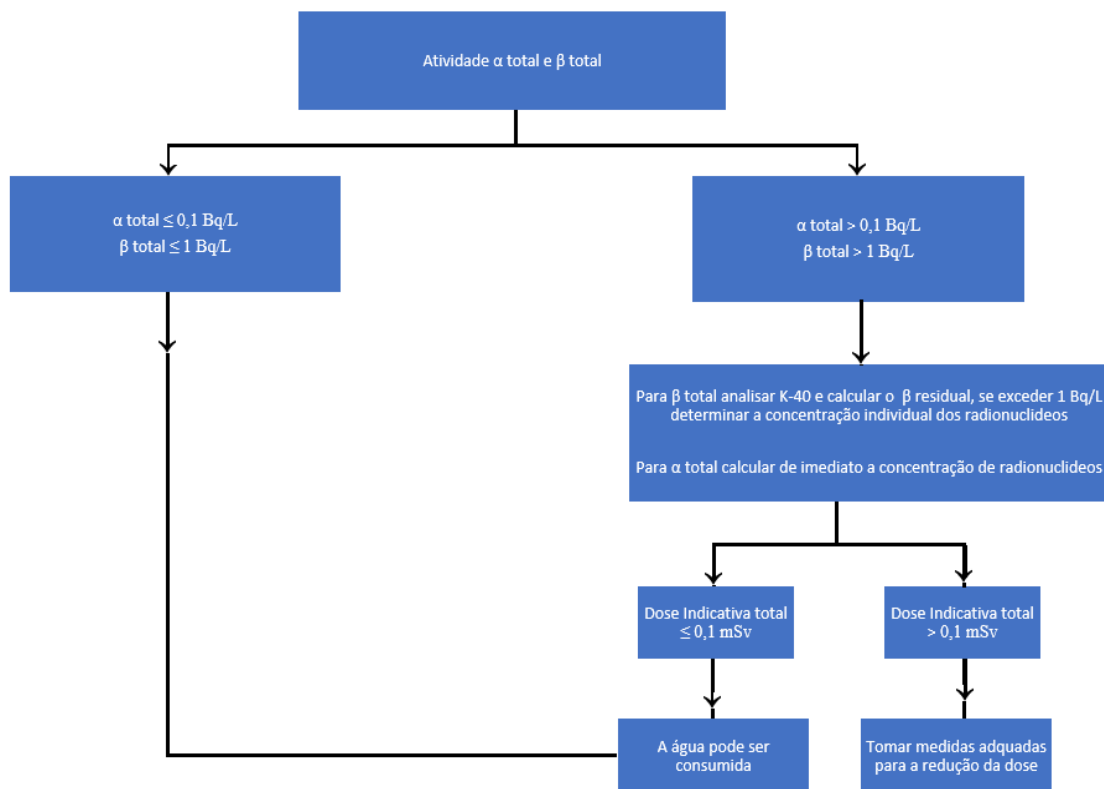 Atividade α total e β total
α total ≤ 0,1 Bq/L
β total ≤ 1 Bq/L
α total > 0,1 Bq/L
β total > 1 Bq/L
Para β total analisar K-40 e calcular o β residual, se exceder 1 Bq/L
determinar a concentração individual dos radionuclideos
Para α total calcular de imediato a concentração de radionuclideos
Dose Indicativa total
≤ 0,1 mSv
Dose Indicativa total
> 0,1 mSv
A água pode ser
consumida
Tomar medidas adquadas
para a redução da dose